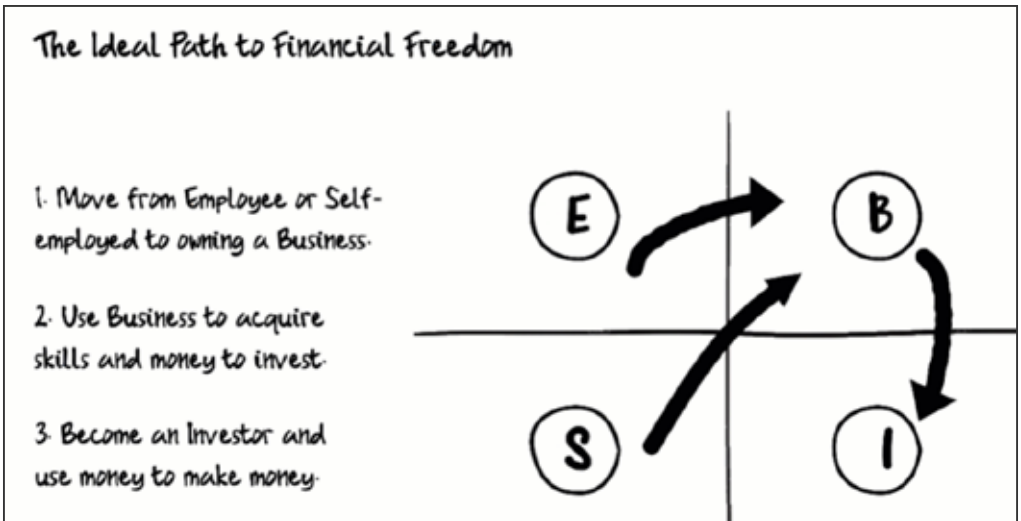 The Ideal Path to Financial Freedom
1. Move from Employee or Self-
employed to owning a Business.
2. Use Business to acquire
skills and money to invest.
3. Become an Investor and
use money to make money.
E
B
S
I